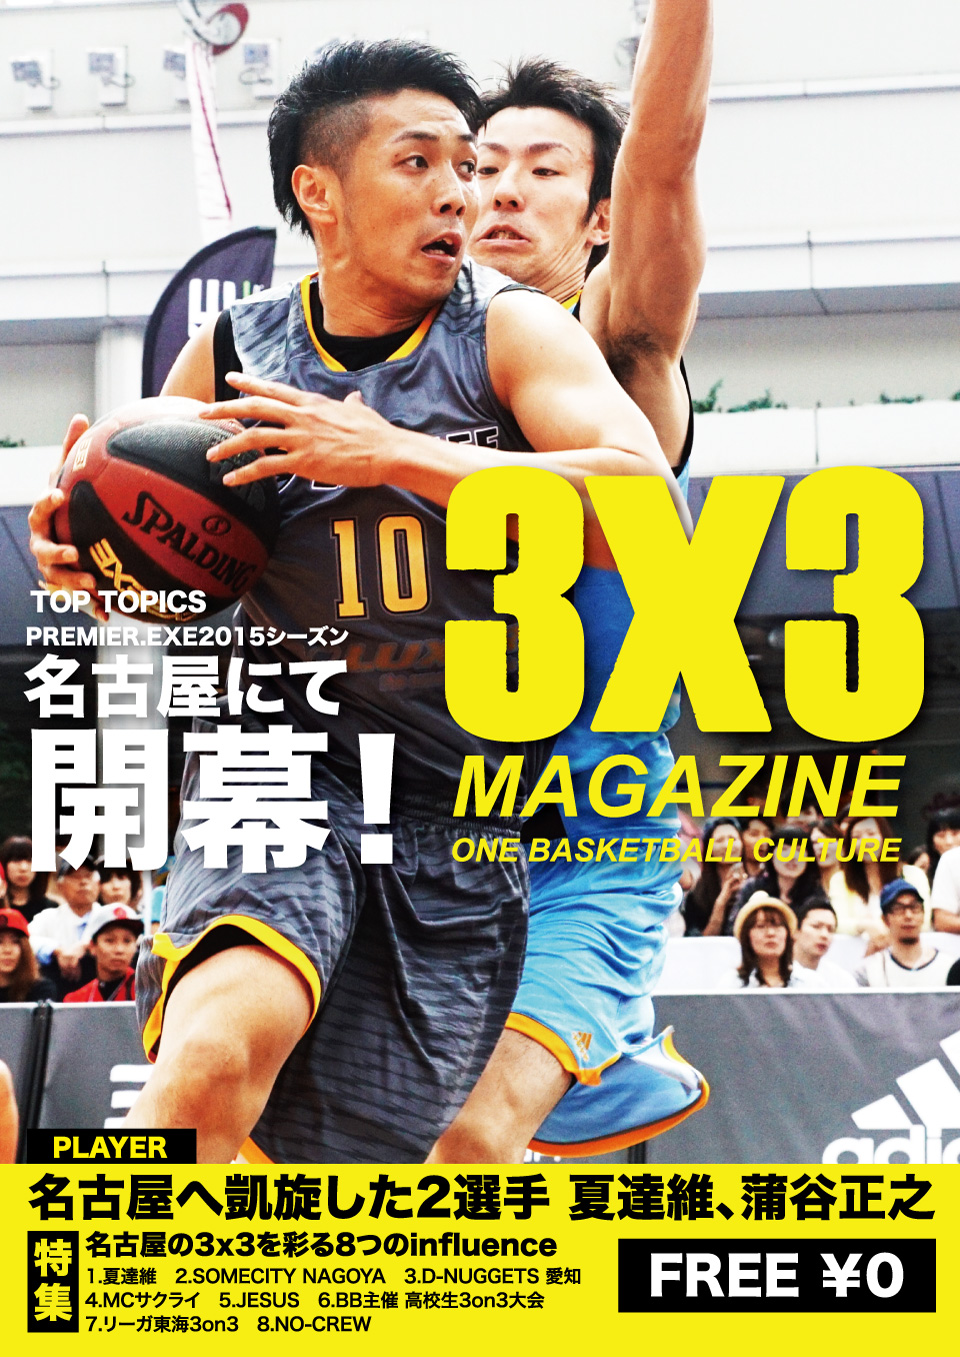 SPALDING
10
3X3
TOP TOPICS
PREMIER.EXE2015シーズン
名古屋にて
開幕!
MAGAZINE
ONE BASKETBALL CULTURE
adidas
PLAYER
名古屋へ凱旋した2選手 夏達維、蒲谷正之
特集
名古屋の3x3を彩る8つのinfluence
1.夏達維 2.SOMECITY NAGOYA 3.D-NUGGETS 愛知
4.MCサクライ 5.JESUS 6.BB主催 高校生3on3大会
7.リーガ東海3on3 8.NO-CREW
FREE ¥0